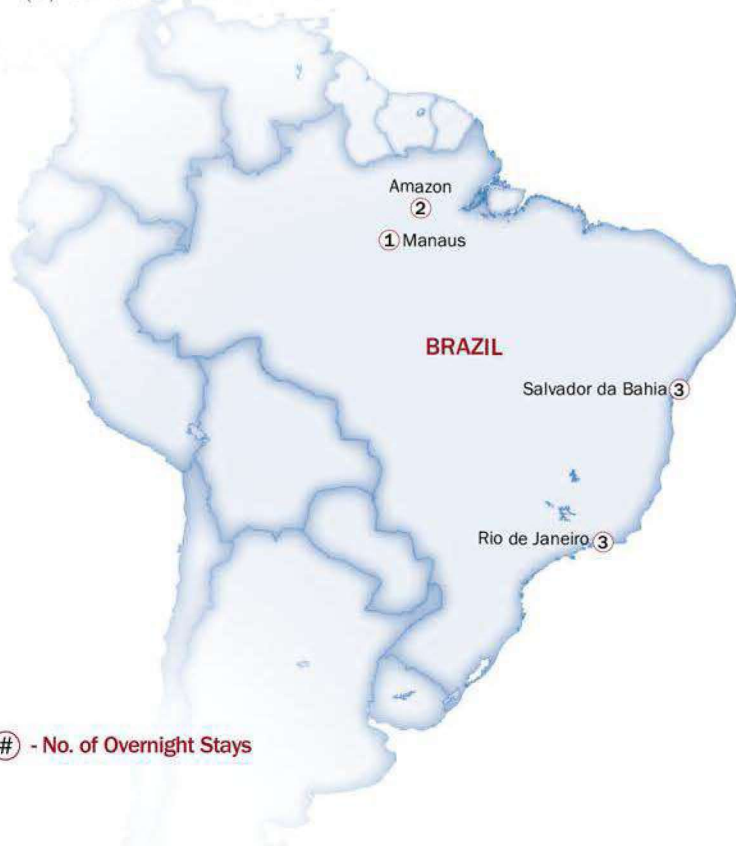 Amazon
2
1 Manaus
BRAZIL
Salvador da Bahia 3
Rio de Janeiro 3
# - No. of Overnight Stays